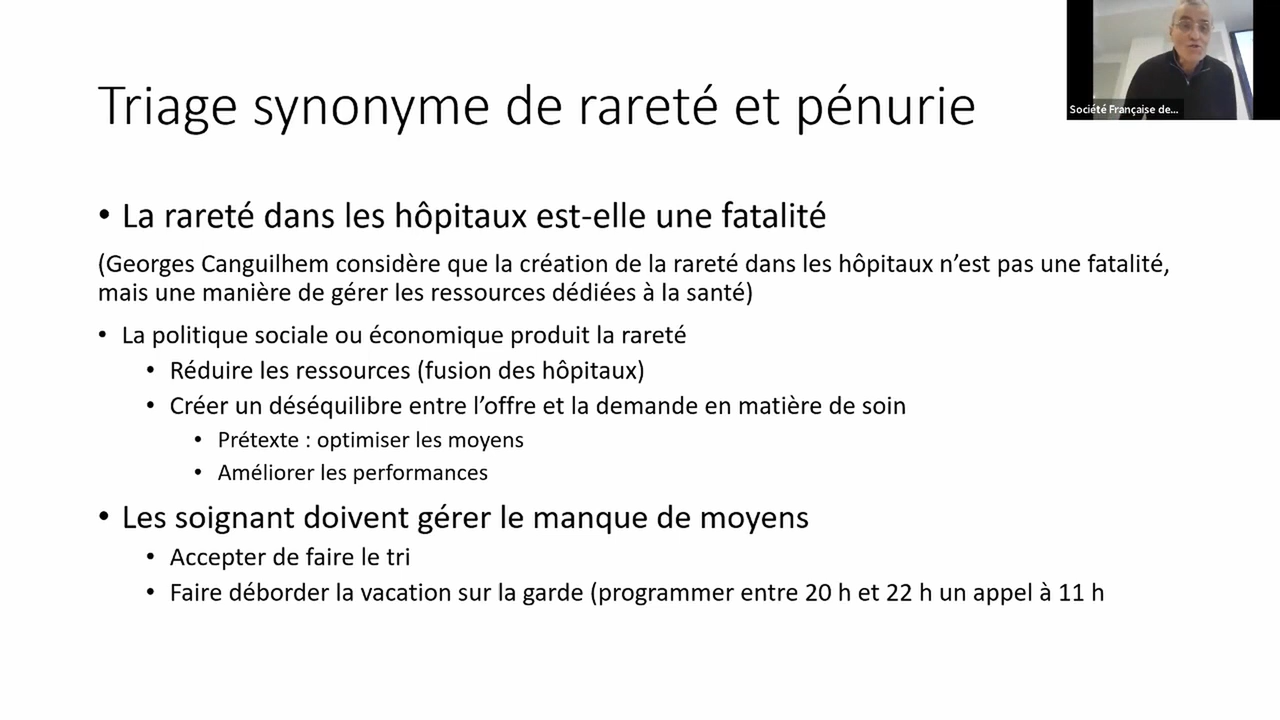 Triage synonyme de rareté et pénurie
Société Française de...
• La rareté dans les hôpitaux est-elle une fatalité
(Georges Canguilhem considère que la création de la rareté dans les hôpitaux n’est pas une fatalité,
mais une manière de gérer les ressources dédiées à la santé)
• La politique sociale ou économique produit la rareté
• Réduire les ressources (fusion des hôpitaux)
• Créer un déséquilibre entre l’offre et la demande en matière de soin
• Prétexte : optimiser les moyens
• Améliorer les performances
• Les soignant doivent gérer le manque de moyens
• Accepter de faire le tri
• Faire déborder la vacation sur la garde (programmer entre 20 h et 22 h un appel à 11 h